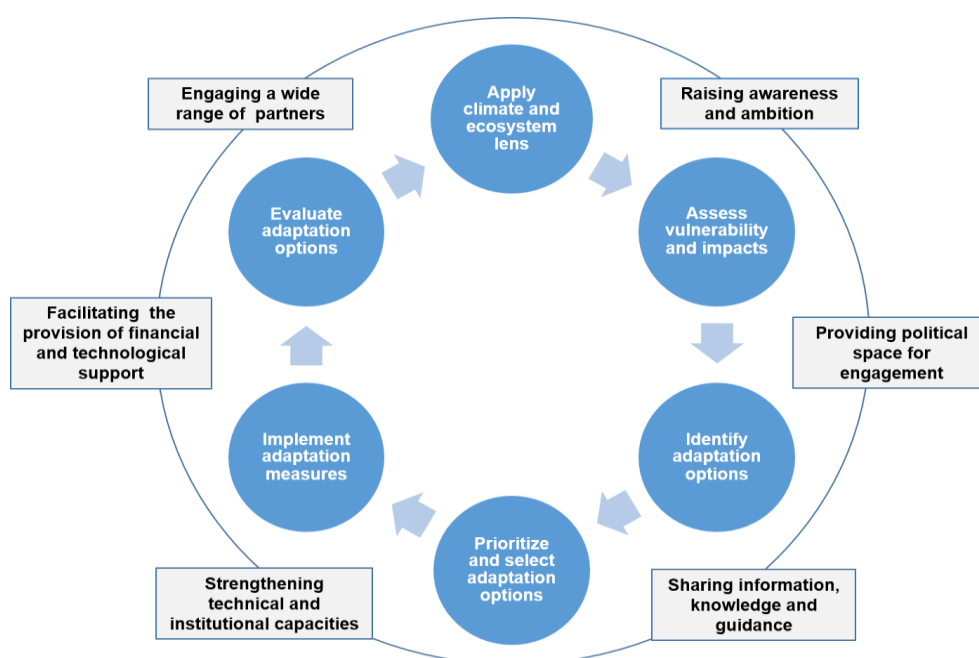 Apply
climate and
ecosystem
lens
Engaging a wide
range of partners
Raising awareness
and ambition
Evaluate
adaptation
options
Assess
vulnerability
and impacts
Facilitating the
provision of financial
and technological
support
Providing political
space for
engagement
Implement
adaptation
measures
Identify
adaptation
options
Prioritize
and select
adaptation
options
Strengthening
technical and
institutional capacities
Sharing information,
knowledge and
guidance